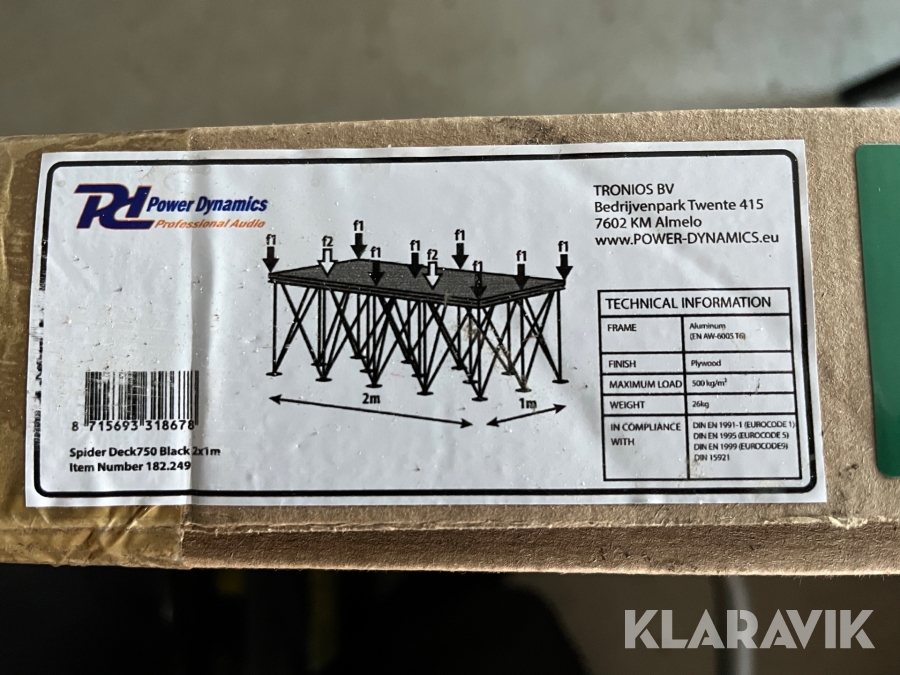 Pd Power Dynamics
Professional Audio
TRONIOS BV
Bedrijvenpark Twente 415
7602 KM Almelo
www.POWER-DYNAMICS.eu
f1
f2
f1
f1
f1
f1
f2
f1
f1
f1
2m
1m
TECHNICAL INFORMATION
FRAME Aluminum
(EN AW-6005 T6)
FINISH Plywood
MAXIMUM LOAD 500 kg/m²
WEIGHT 26kg
IN COMPLIANCE WITH
DIN EN 1991-1 (EUROCODE 1)
DIN EN 1995 (EUROCODE 5)
DIN EN 1999 (EUROCODE9)
DIN 15921
8 715693 318678
Spider Deck750 Black 2x1m
Item Number 182.249
KLARAVIK